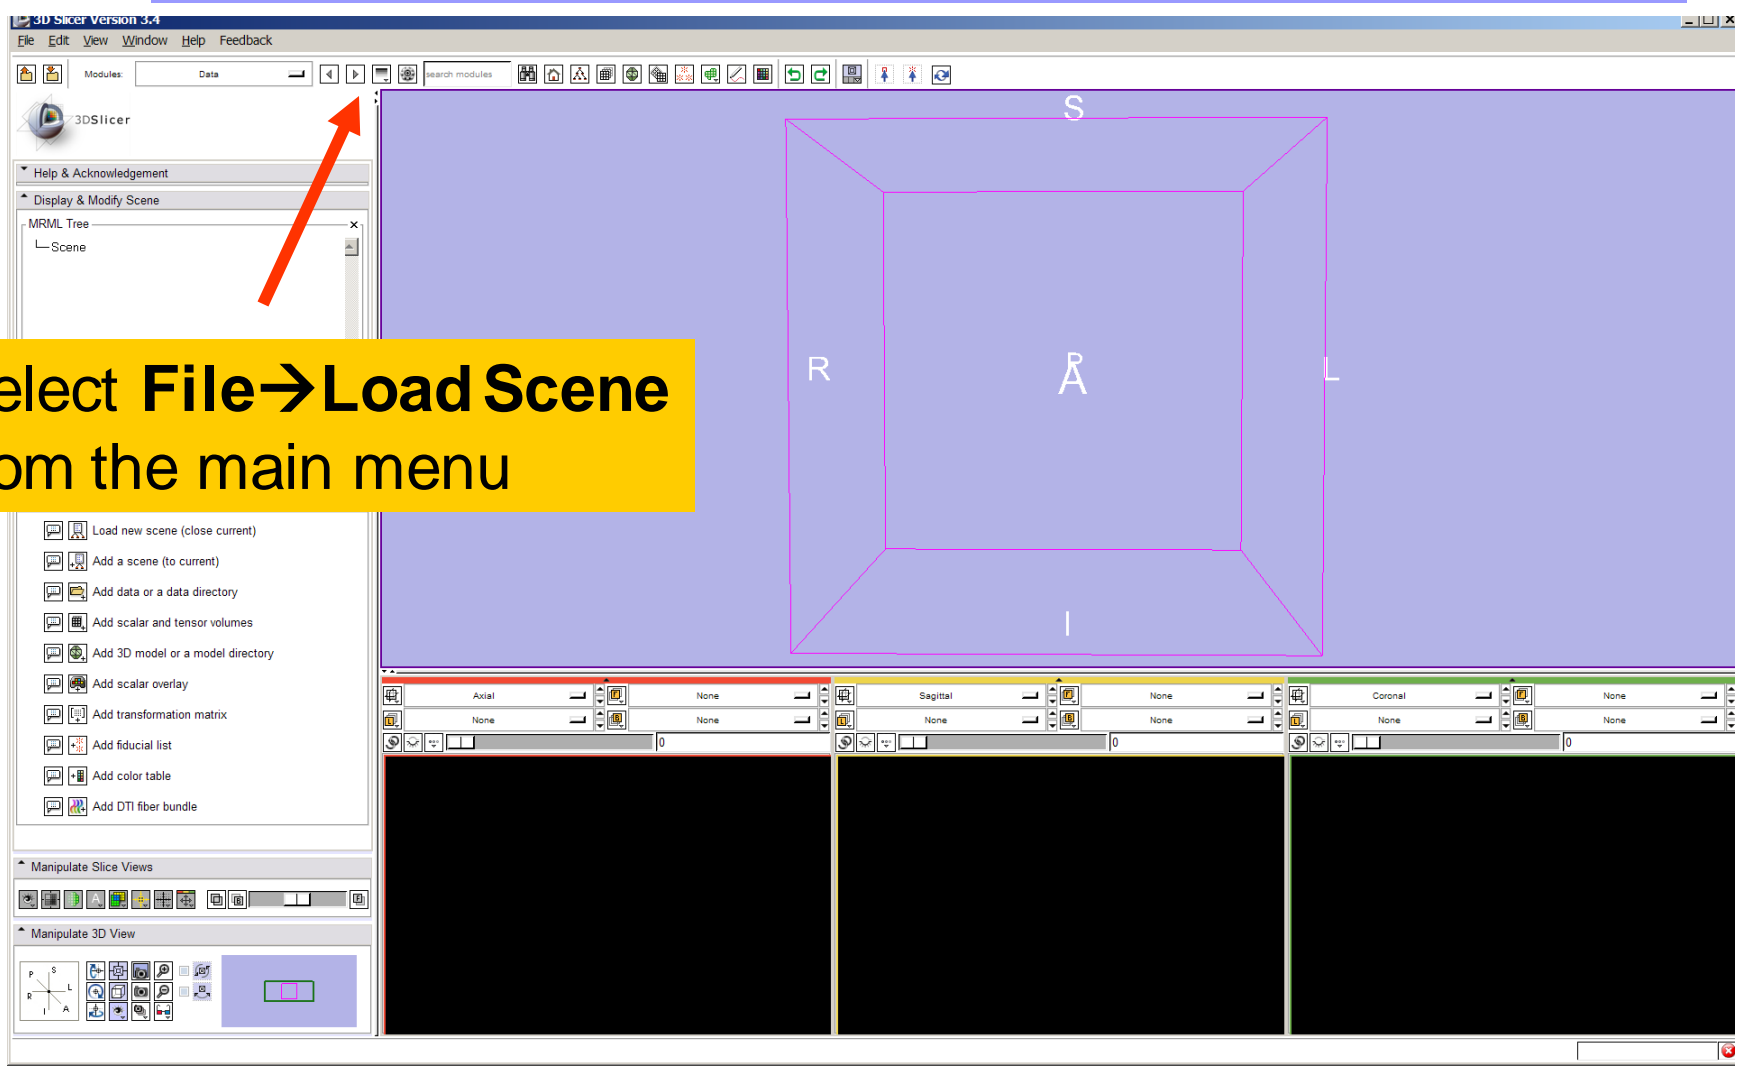 3D Slicer Version 3.4
File Edit View Window Help Feedback
Modules: Data search modules
3DSlicer
Help & Acknowledgement
Display & Modify Scene
MRML Tree
Scene
S
R
A
P
L
I
elect File→Load Scene
om the main menu
Load new scene (close current)
Add a scene (to current)
Add data or a data directory
Add scalar and tensor volumes
Add 3D model or a model directory
Add scalar overlay
Add transformation matrix
Add fiducial list
Add color table
Add DTI fiber bundle
Axial None Sagittal None Coronal None
None None None None None None
0 0 0
Manipulate Slice Views
Manipulate 3D View
P S
L
R
I A